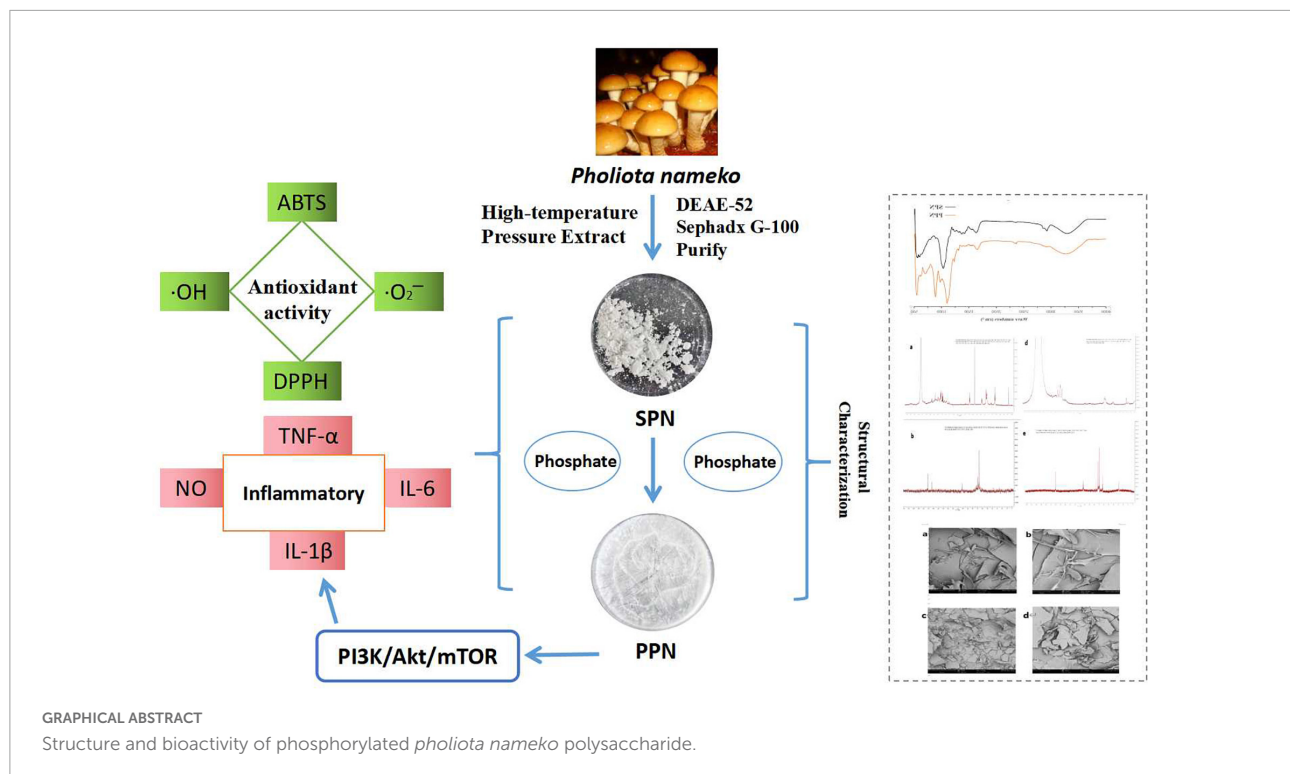 Pholiota nameko
High-temperature
Pressure Extract
DEAE-52
Sephadx G-100
Purify
ABTS
·OH
Antioxidant
activity
·O₂⁻
DPPH
TNF-α
NO
Inflammatory
IL-6
IL-1β
PI3K/Akt/mTOR
SPN
Phosphate
Phosphate
PPN
Structural
Characterization
SPN
PPN
a
d
b
e
a
b
c
d
GRAPHICAL ABSTRACT
Structure and bioactivity of phosphorylated pholiota nameko polysaccharide.